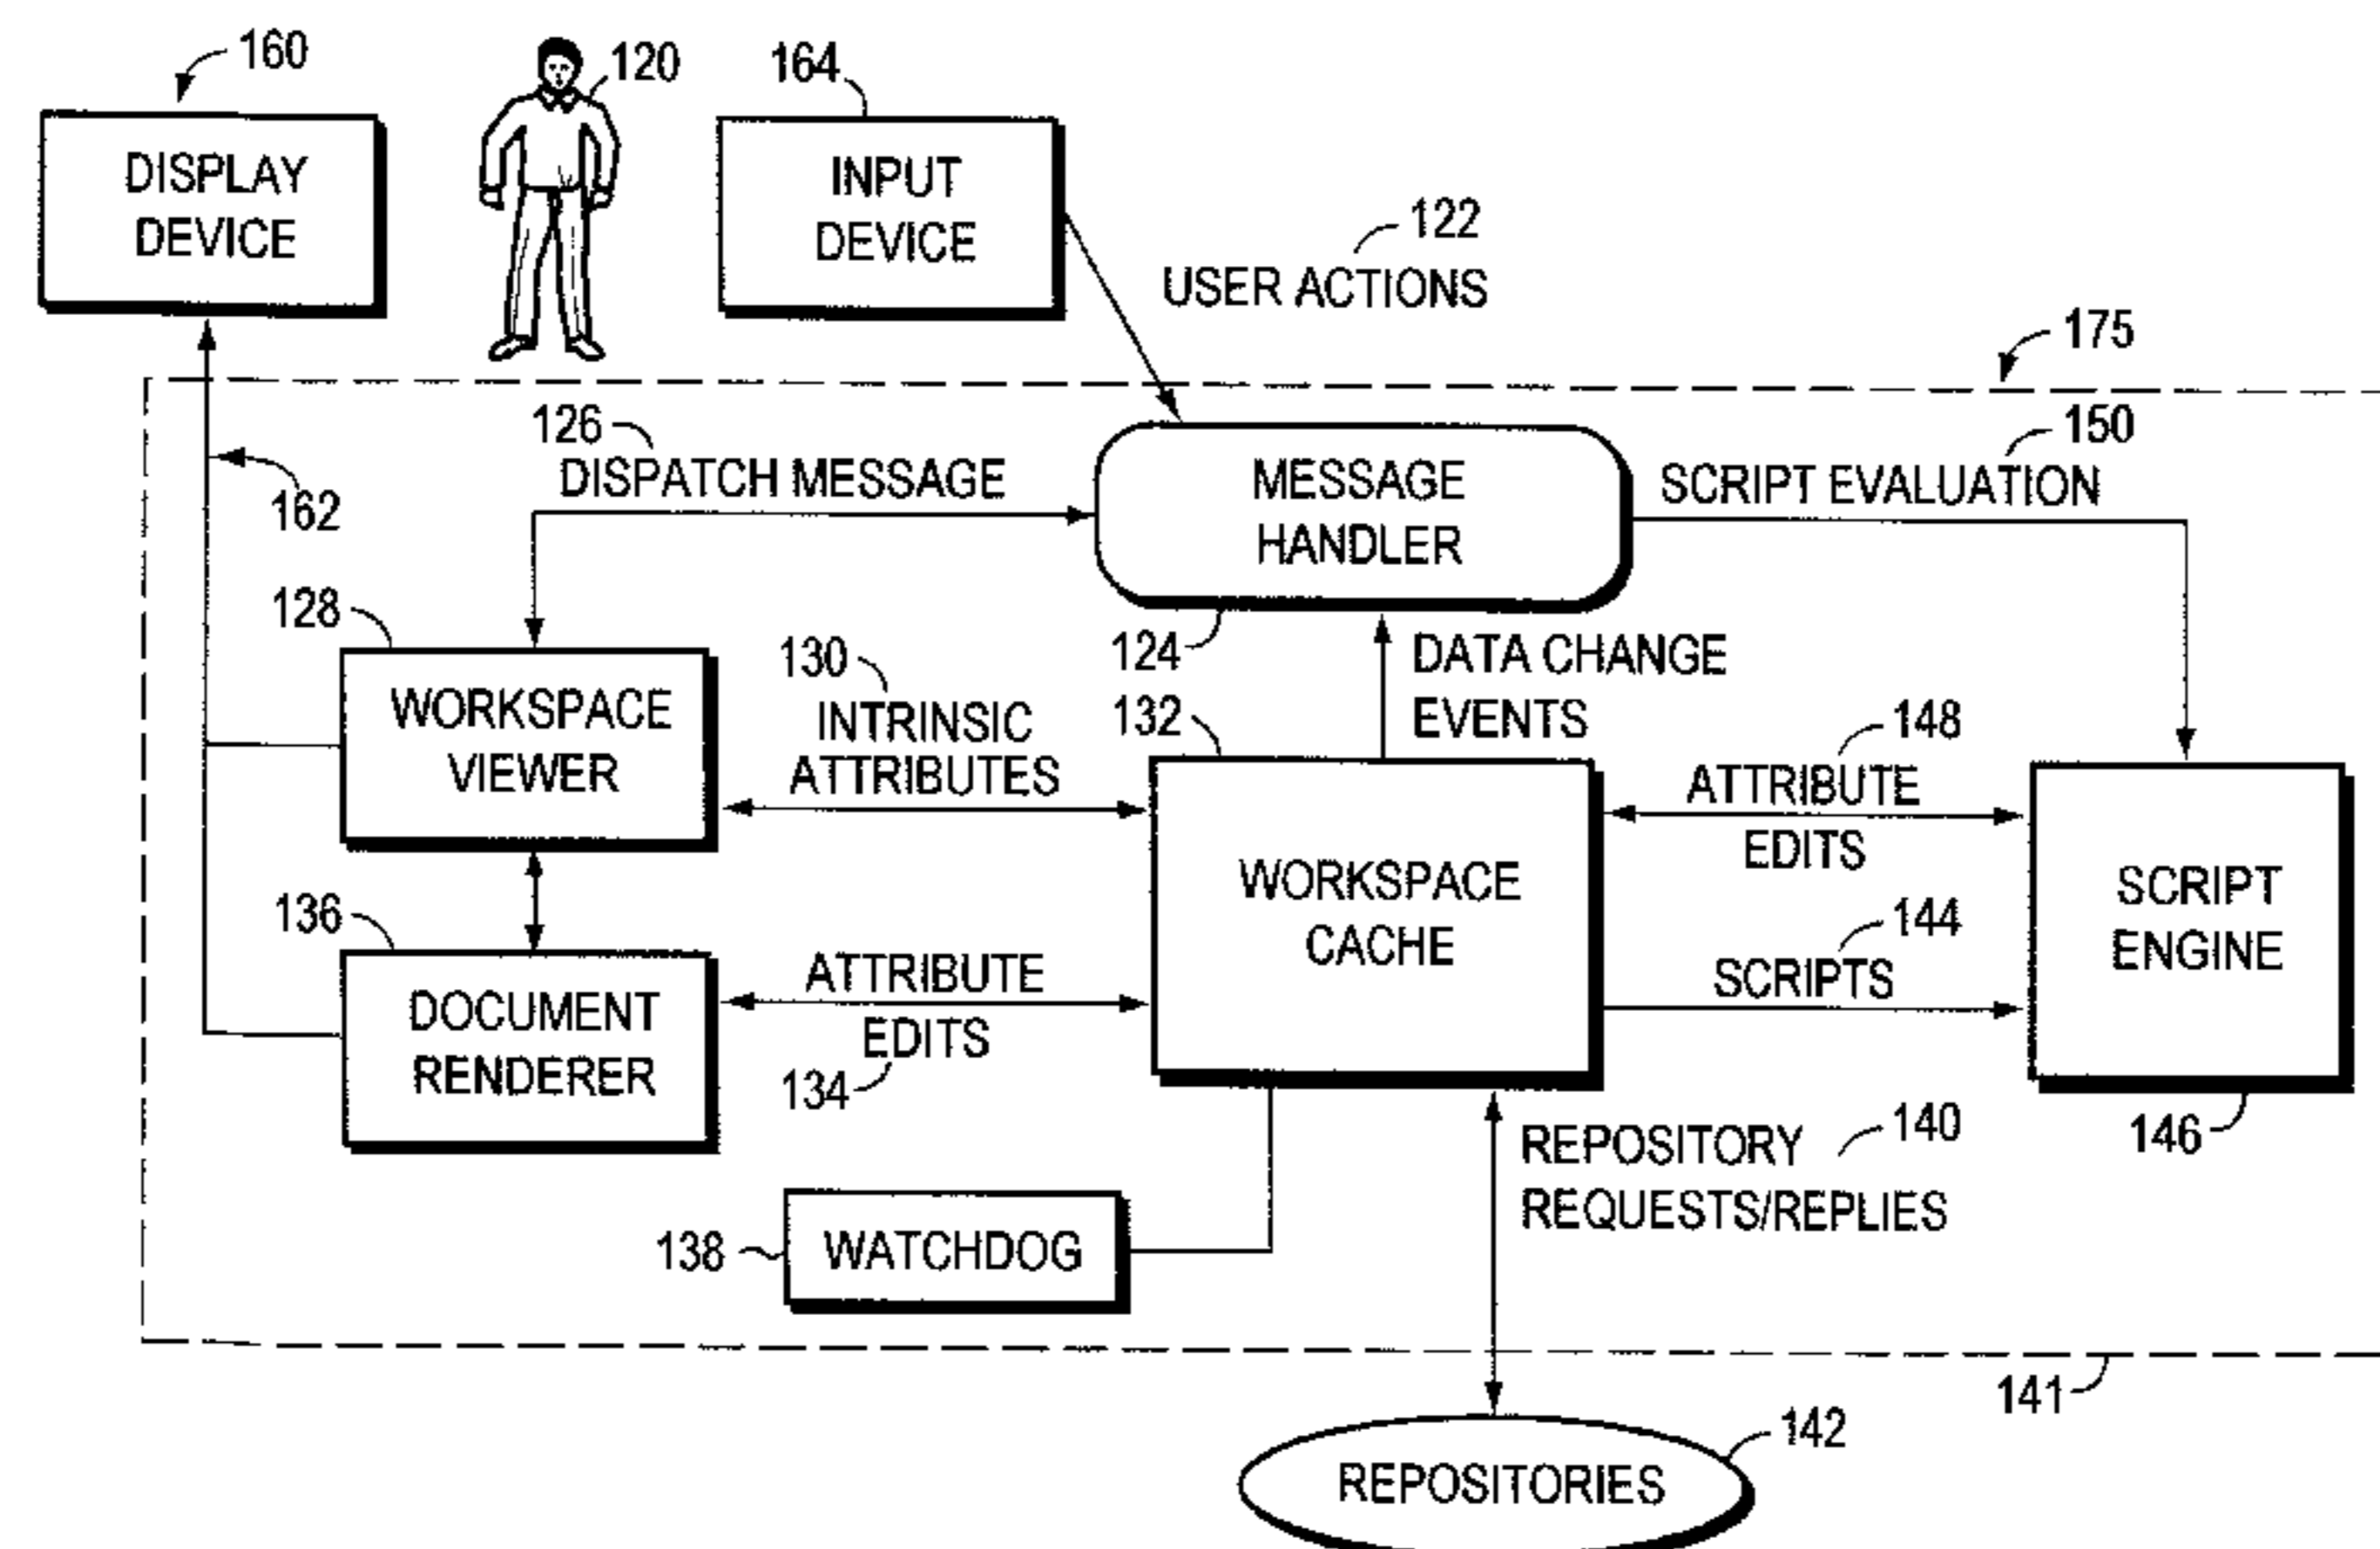 160
120
164
DISPLAY
DEVICE
INPUT
DEVICE
122
USER ACTIONS
175
126
DISPATCH MESSAGE
162
MESSAGE
HANDLER
150
SCRIPT EVALUATION
128
WORKSPACE
VIEWER
130
INTRINSIC
ATTRIBUTES
124
DATA CHANGE
EVENTS
132
WORKSPACE
CACHE
148
ATTRIBUTE
EDITS
144
SCRIPTS
SCRIPT
ENGINE
146
136
DOCUMENT
RENDERER
ATTRIBUTE
EDITS
134
138
WATCHDOG
140
REPOSITORY
REQUESTS/REPLIES
141
142
REPOSITORIES